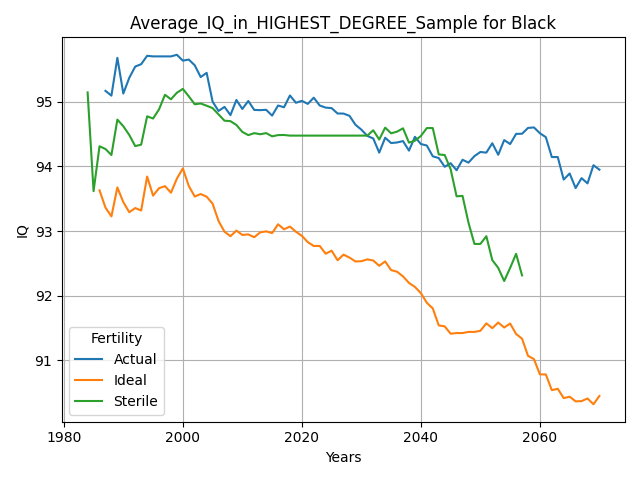 Average_IQ_in_HIGHEST_DEGREE_Sample for Black
IQ
95
94
93
92
91
Fertility
Actual
Ideal
Sterile
1980
2000
2020
2040
2060
Years